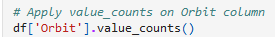 # Apply value_counts on Orbit column
df['Orbit'].value_counts()